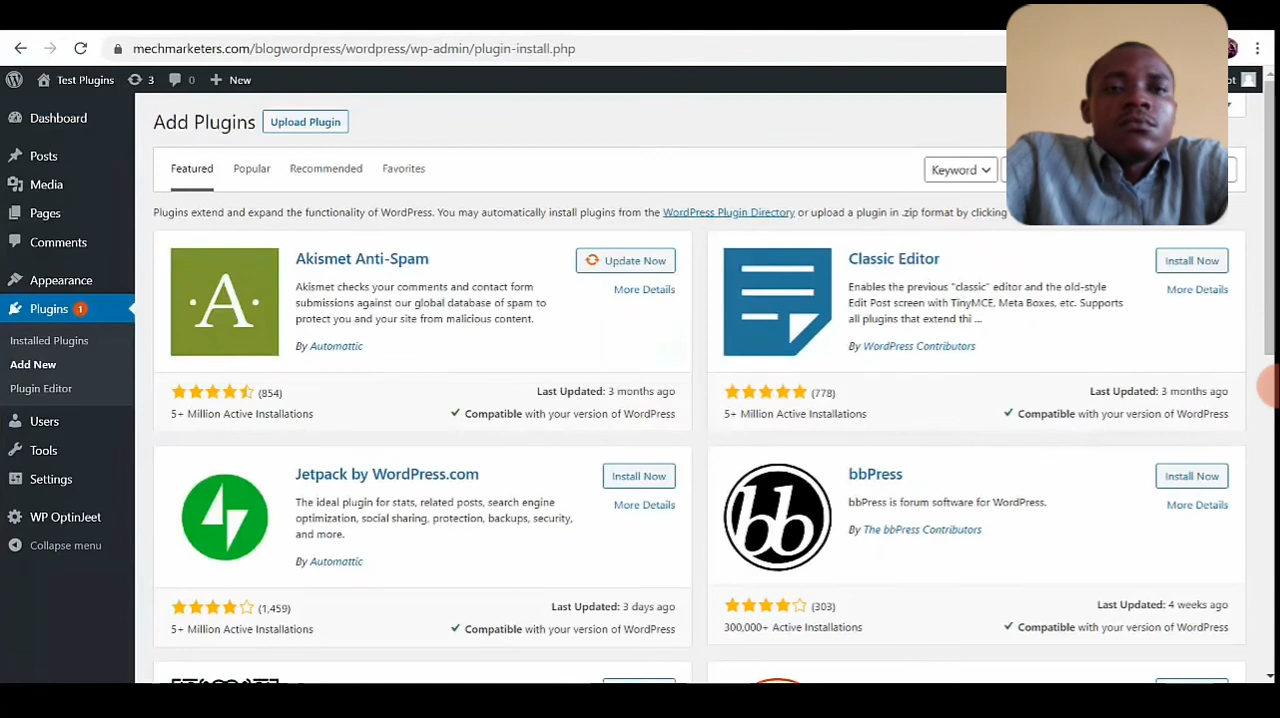 mechmarketers.com/blogwordpress/wordpress/wp-admin/plugin-install.php
Test Plugins 3 0 New
Dashboard
Posts
Media
Pages
Comments
Appearance
Plugins 1
Installed Plugins
Add New
Plugin Editor
Users
Tools
Settings
WP OptinJeet
Collapse menu
Add Plugins Upload Plugin
Featured Popular Recommended Favorites Keyword
Plugins extend and expand the functionality of WordPress. You may automatically install plugins from the WordPress Plugin Directory or upload a plugin in .zip format by clicking
A
Akismet Anti-Spam
Update Now
More Details
Akismet checks your comments and contact form
submissions against our global database of spam to
protect you and your site from malicious content.
By Automattic
(854)
Last Updated: 3 months ago
5+ Million Active Installations
Compatible with your version of WordPress
Classic Editor
Install Now
More Details
Enables the previous "classic" editor and the old-style
Edit Post screen with TinyMCE, Meta Boxes, etc. Supports
all plugins that extend thi ...
By WordPress Contributors
(778)
Last Updated: 3 months ago
5+ Million Active Installations
Compatible with your version of WordPress
Jetpack by WordPress.com
Install Now
More Details
The ideal plugin for stats, related posts, search engine
optimization, social sharing, protection, backups, security,
and more.
By Automattic
(1,459)
Last Updated: 3 days ago
5+ Million Active Installations
Compatible with your version of WordPress
bb
bbPress
Install Now
More Details
bbPress is forum software for WordPress.
By The bbPress Contributors
(303)
Last Updated: 4 weeks ago
300,000+ Active Installations
Compatible with your version of WordPress